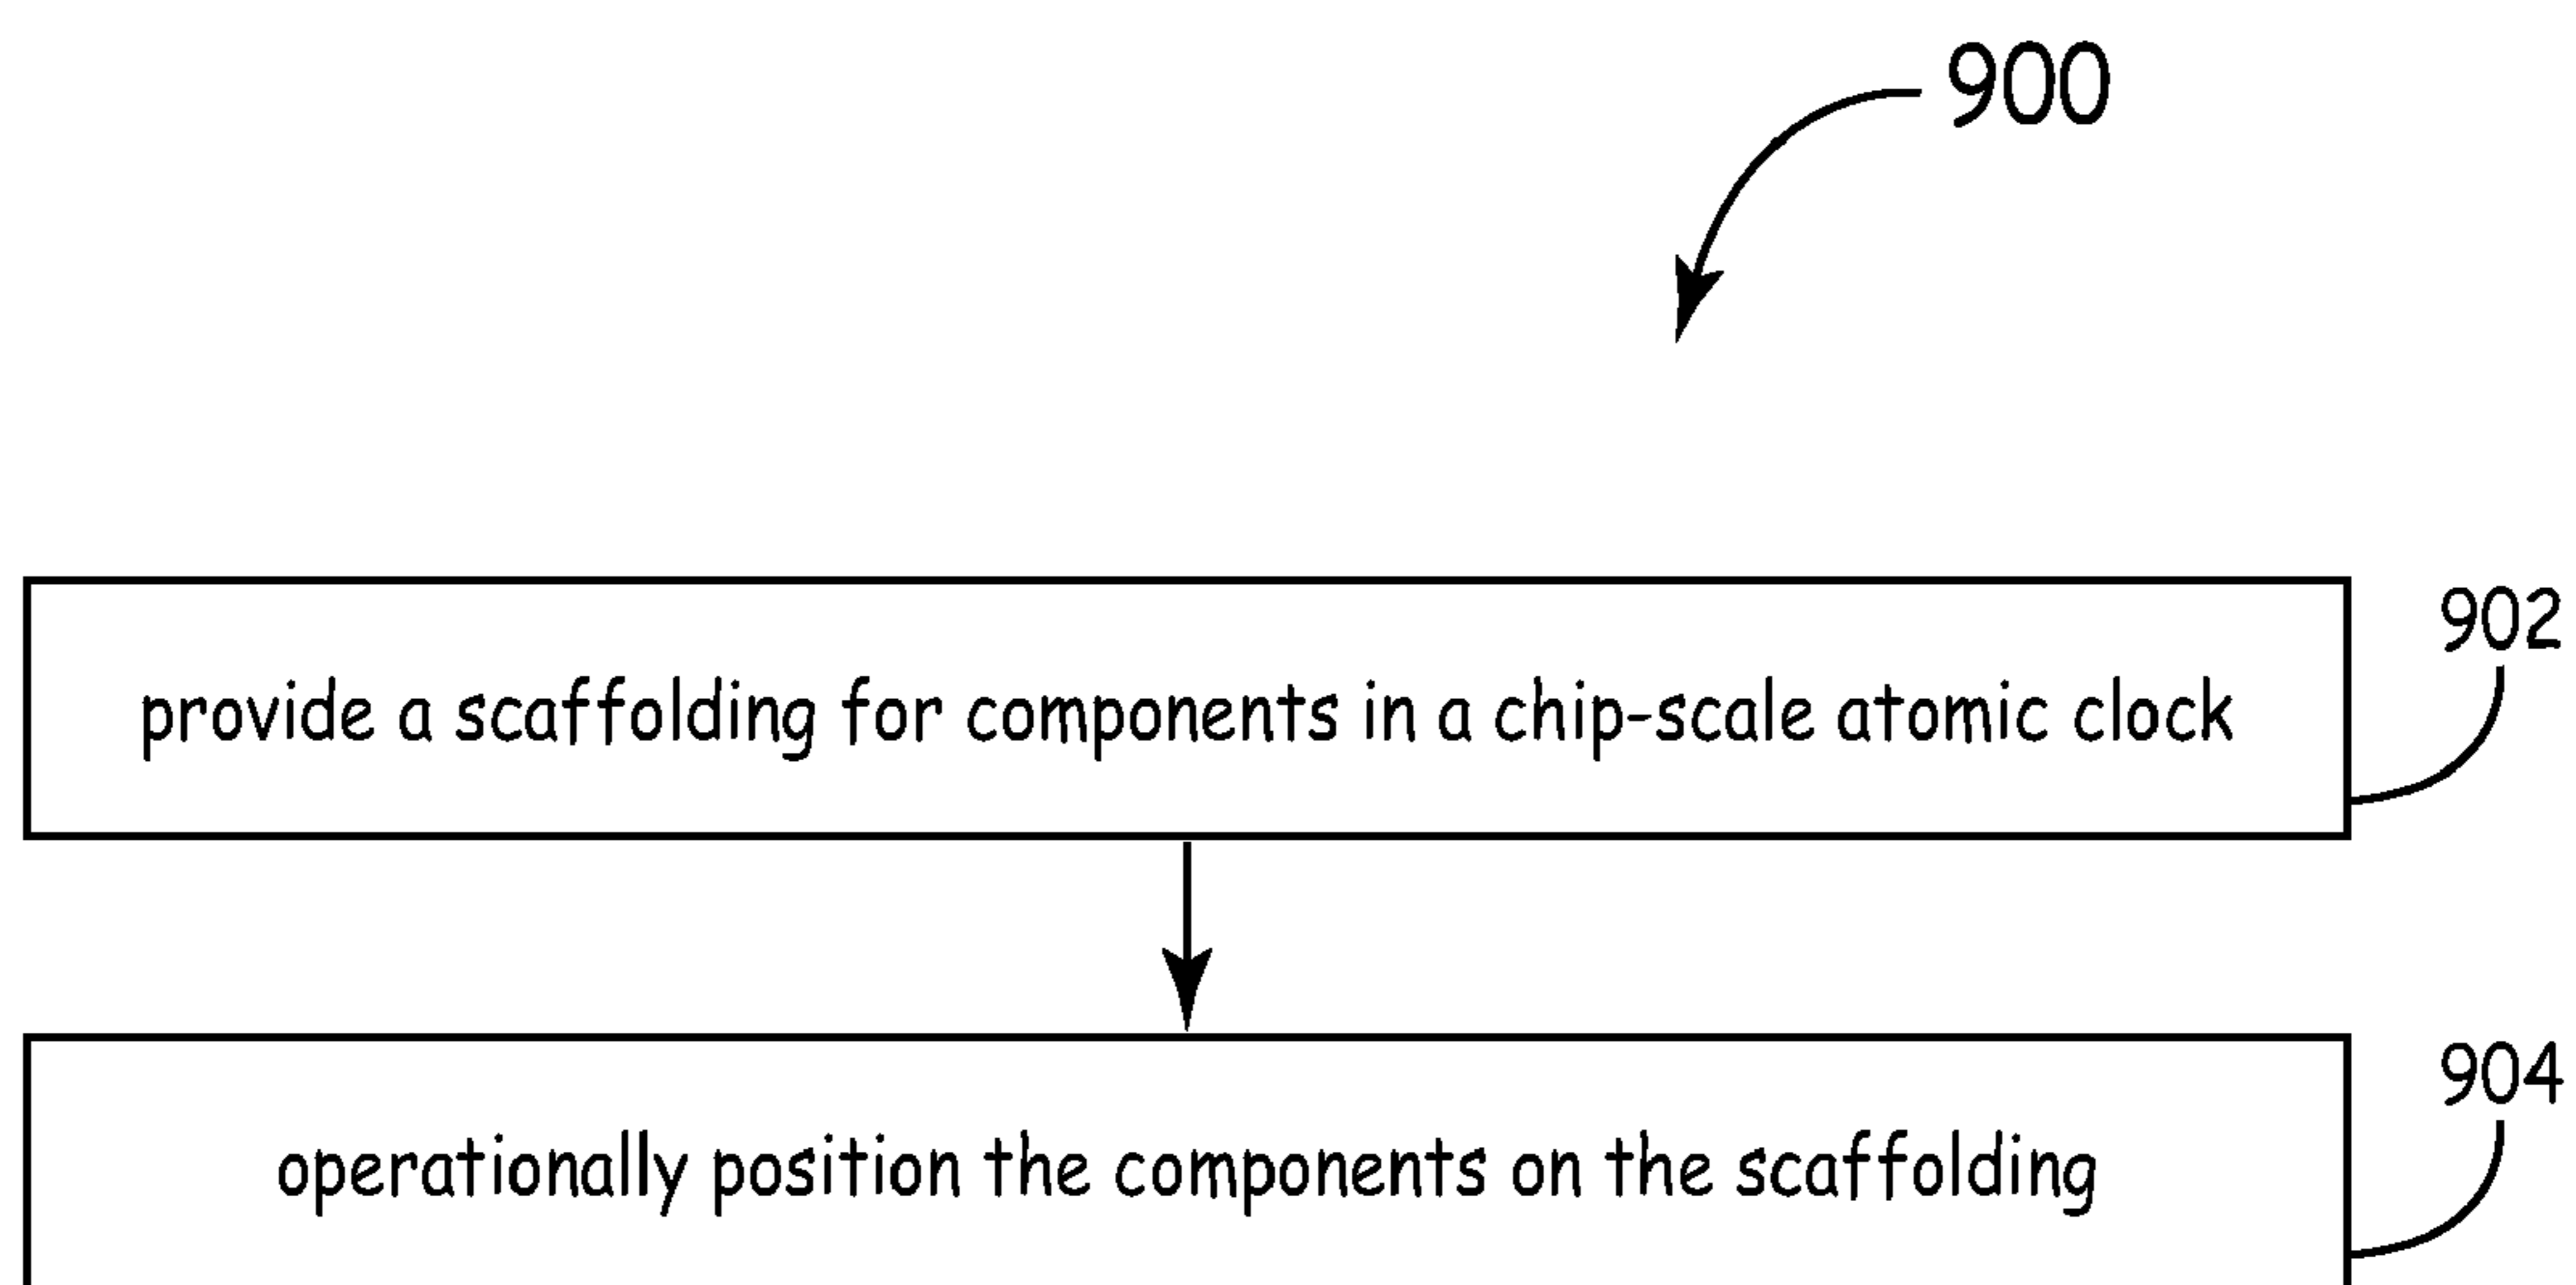 900
902
provide a scaffolding for components in a chip-scale atomic clock
904
operationally position the components on the scaffolding